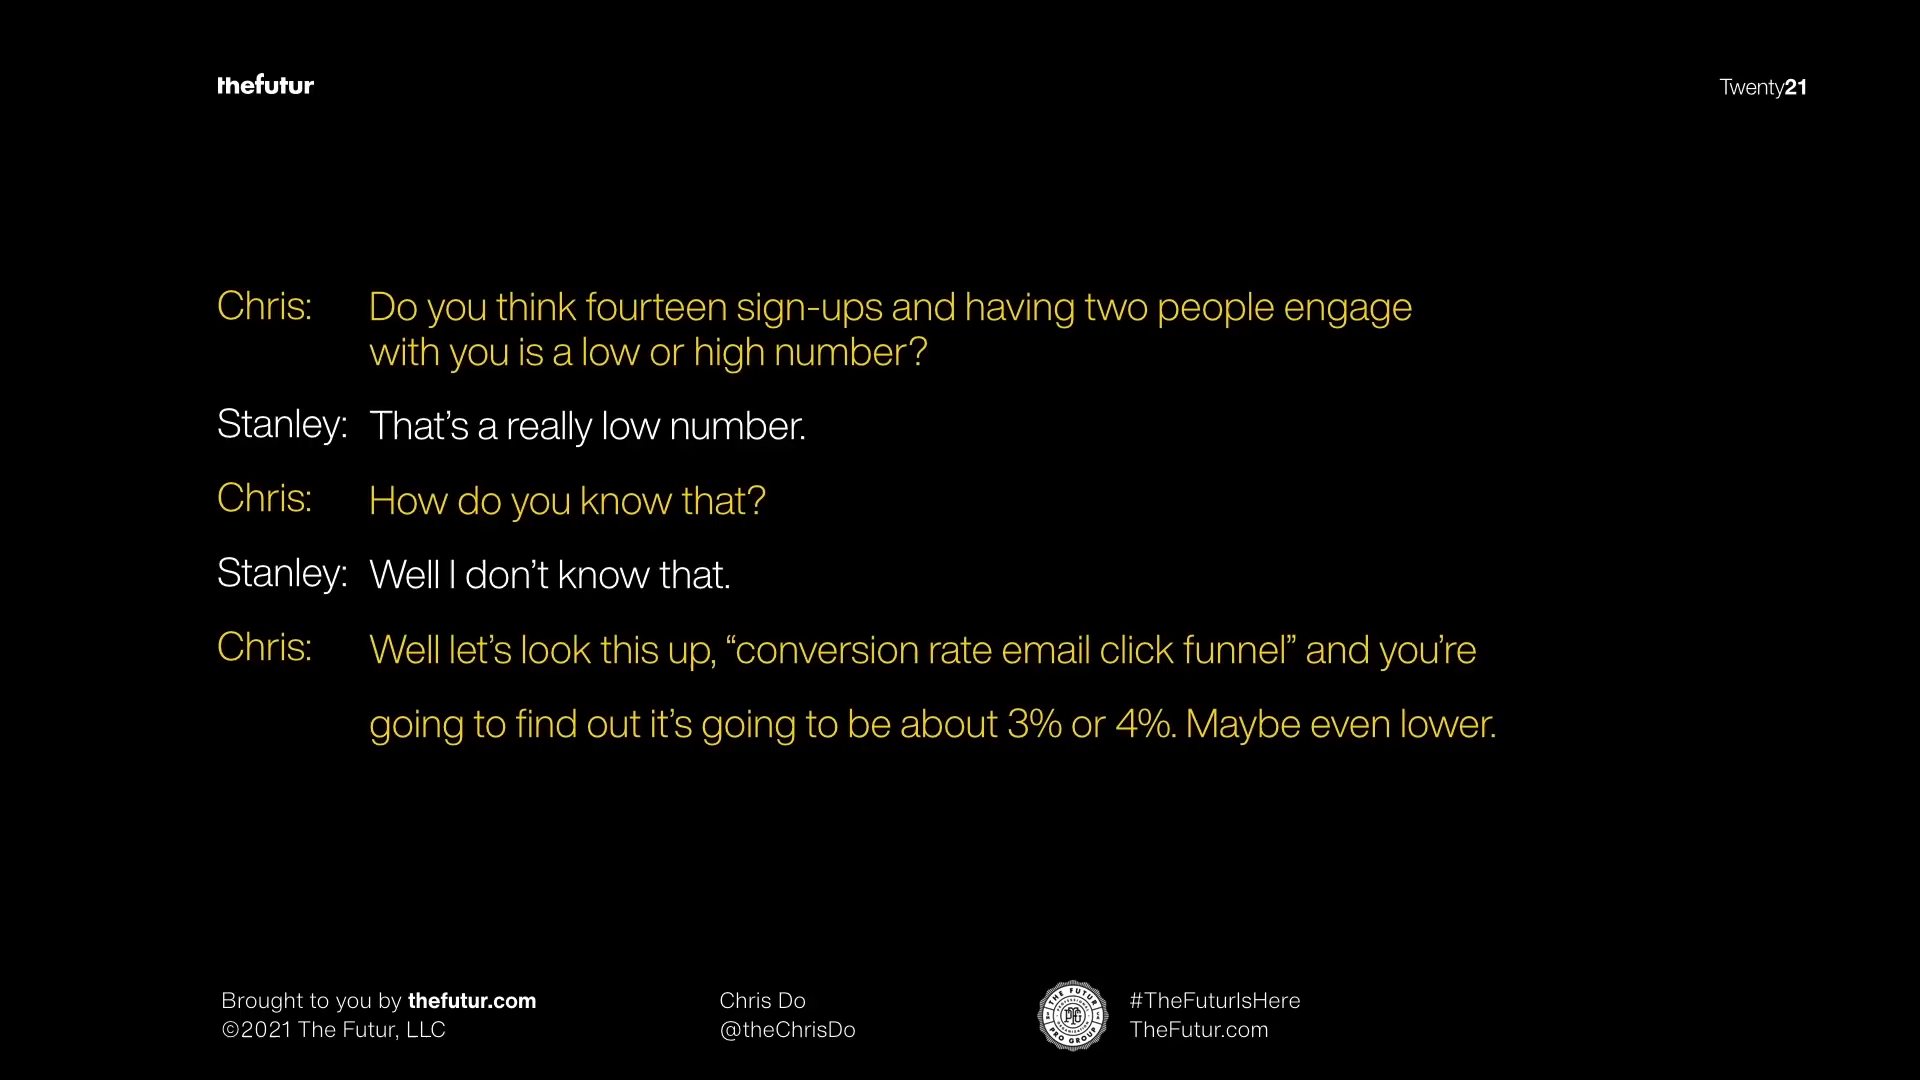 thefutur
Twenty21
Chris: Do you think fourteen sign-ups and having two people engage
with you is a low or high number?
Stanley: That’s a really low number.
Chris: How do you know that?
Stanley: Well I don’t know that.
Chris: Well let’s look this up, “conversion rate email click funnel” and you’re
going to find out it’s going to be about 3% or 4%. Maybe even lower.
Brought to you by thefutur.com
©2021 The Futur, LLC
Chris Do
@theChrisDo
THE FUTUR
PRO GROUP
#TheFuturIsHere
TheFutur.com